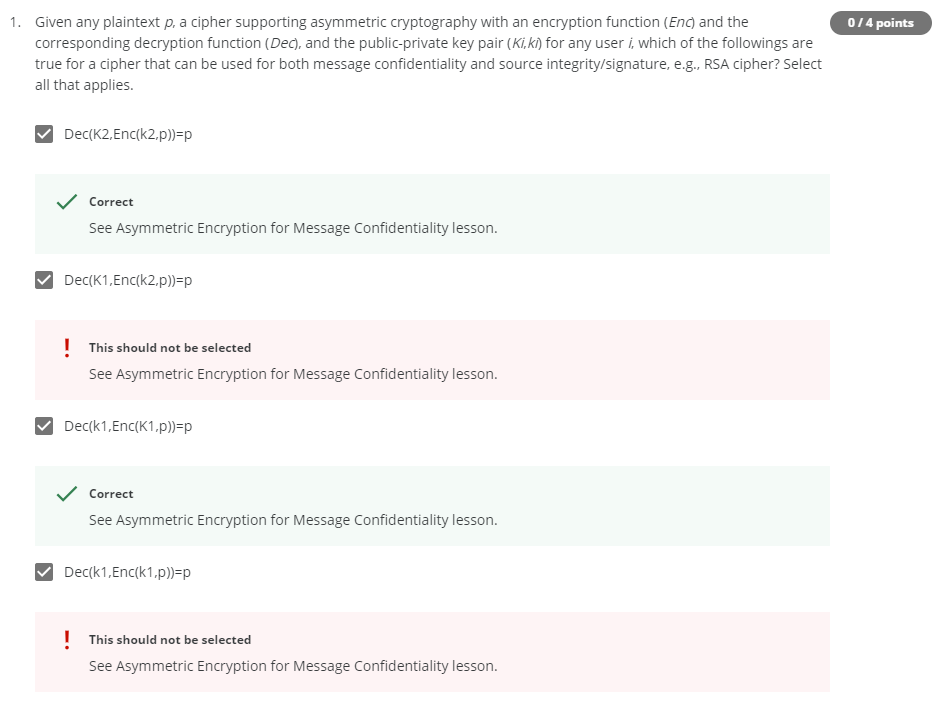 1. Given any plaintext p, a cipher supporting asymmetric cryptography with an encryption function (Enc) and the
0 / 4 points
corresponding decryption function (Dec), and the public-private key pair (Ki,ki) for any user i, which of the followings are
true for a cipher that can be used for both message confidentiality and source integrity/signature, e.g., RSA cipher? Select
all that applies.
Dec(K2,Enc(k2,p))=p
Correct
See Asymmetric Encryption for Message Confidentiality lesson.
Dec(K1,Enc(k2,p))=p
This should not be selected
See Asymmetric Encryption for Message Confidentiality lesson.
Dec(k1,Enc(K1,p))=p
Correct
See Asymmetric Encryption for Message Confidentiality lesson.
Dec(k1,Enc(k1,p))=p
This should not be selected
See Asymmetric Encryption for Message Confidentiality lesson.